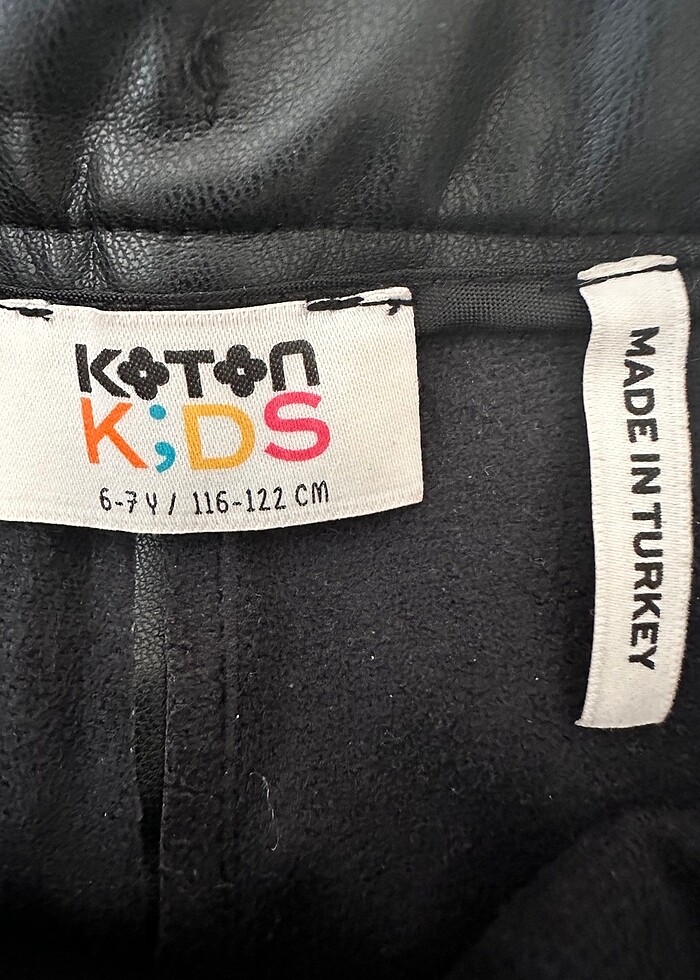 KOTON
K;DS
6-7 Y / 116-122 CM
MADE IN TURKEY